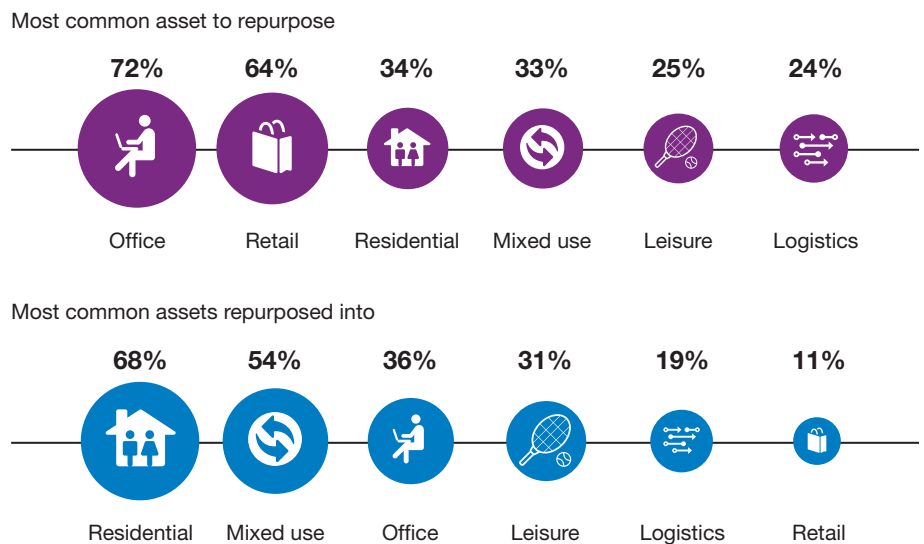 Most common asset to repurpose
72% 64% 34% 33% 25% 24%
Office Retail Residential Mixed use Leisure Logistics
Most common assets repurposed into
68% 54% 36% 31% 19% 11%
Residential Mixed use Office Leisure Logistics Retail